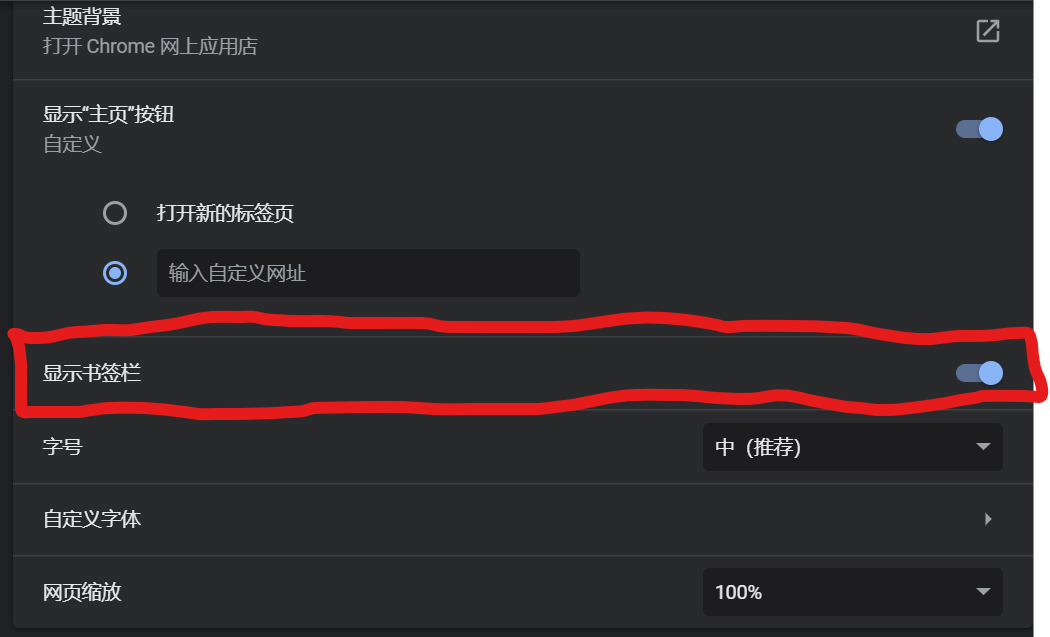 主题背景
打开 Chrome 网上应用店
显示“主页”按钮
自定义
打开新的标签页
输入自定义网址
显示书签栏
字号
中（推荐）
自定义字体
网页缩放
100%